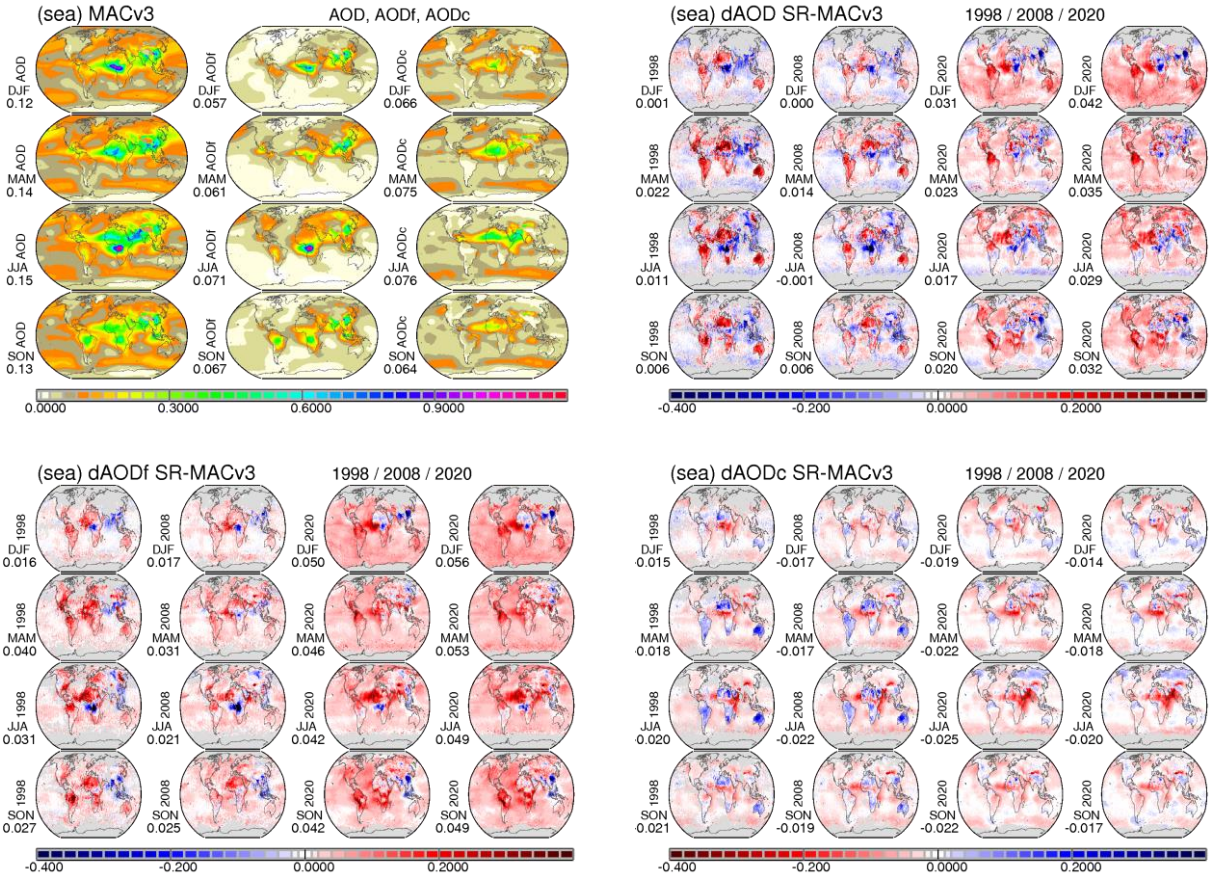 (sea) MACv3 AOD, AODf, AODc
AOD DJF 0.12 AODf DJF 0.057 AODc DJF 0.066
AOD MAM 0.14 AODf MAM 0.061 AODc MAM 0.075
AOD JJA 0.15 AODf JJA 0.071 AODc JJA 0.076
AOD SON 0.13 AODf SON 0.067 AODc SON 0.064
0.00000 0.3000 0.6000 0.9000
(sea) dAOD SR-MACv3 1998 / 2008 / 2020
1998 DJF 0.001 2008 DJF 0.000 2020 DJF 0.031 2020 DJF 0.042
1998 MAM 0.022 2008 MAM 0.014 2020 MAM 0.023 2020 MAM 0.035
1998 JJA 0.011 2008 JJA -0.001 2020 JJA 0.017 2020 JJA 0.029
1998 SON 0.006 2008 SON 0.006 2020 SON 0.020 2020 SON 0.032
-0.400 -0.200 0.0000 0.2000
(sea) dAODf SR-MACv3 1998 / 2008 / 2020
1998 DJF 0.016 2008 DJF 0.017 2020 DJF 0.050 2020 DJF 0.056
1998 MAM 0.040 2008 MAM 0.031 2020 MAM 0.046 2020 MAM 0.053
1998 JJA 0.031 2008 JJA 0.021 2020 JJA 0.042 2020 JJA 0.049
1998 SON 0.027 2008 SON 0.025 2020 SON 0.042 2020 SON 0.049
-0.400 -0.200 0.0000 0.2000
(sea) dAODc SR-MACv3 1998 / 2008 / 2020
1998 DJF -0.015 2008 DJF -0.017 2020 DJF -0.019 2020 DJF -0.014
1998 MAM -0.018 2008 MAM -0.017 2020 MAM -0.022 2020 MAM -0.018
1998 JJA -0.020 2008 JJA -0.022 2020 JJA -0.025 2020 JJA -0.020
1998 SON -0.021 2008 SON -0.019 2020 SON -0.022 2020 SON -0.017
-0.400 -0.200 0.0000 0.2000